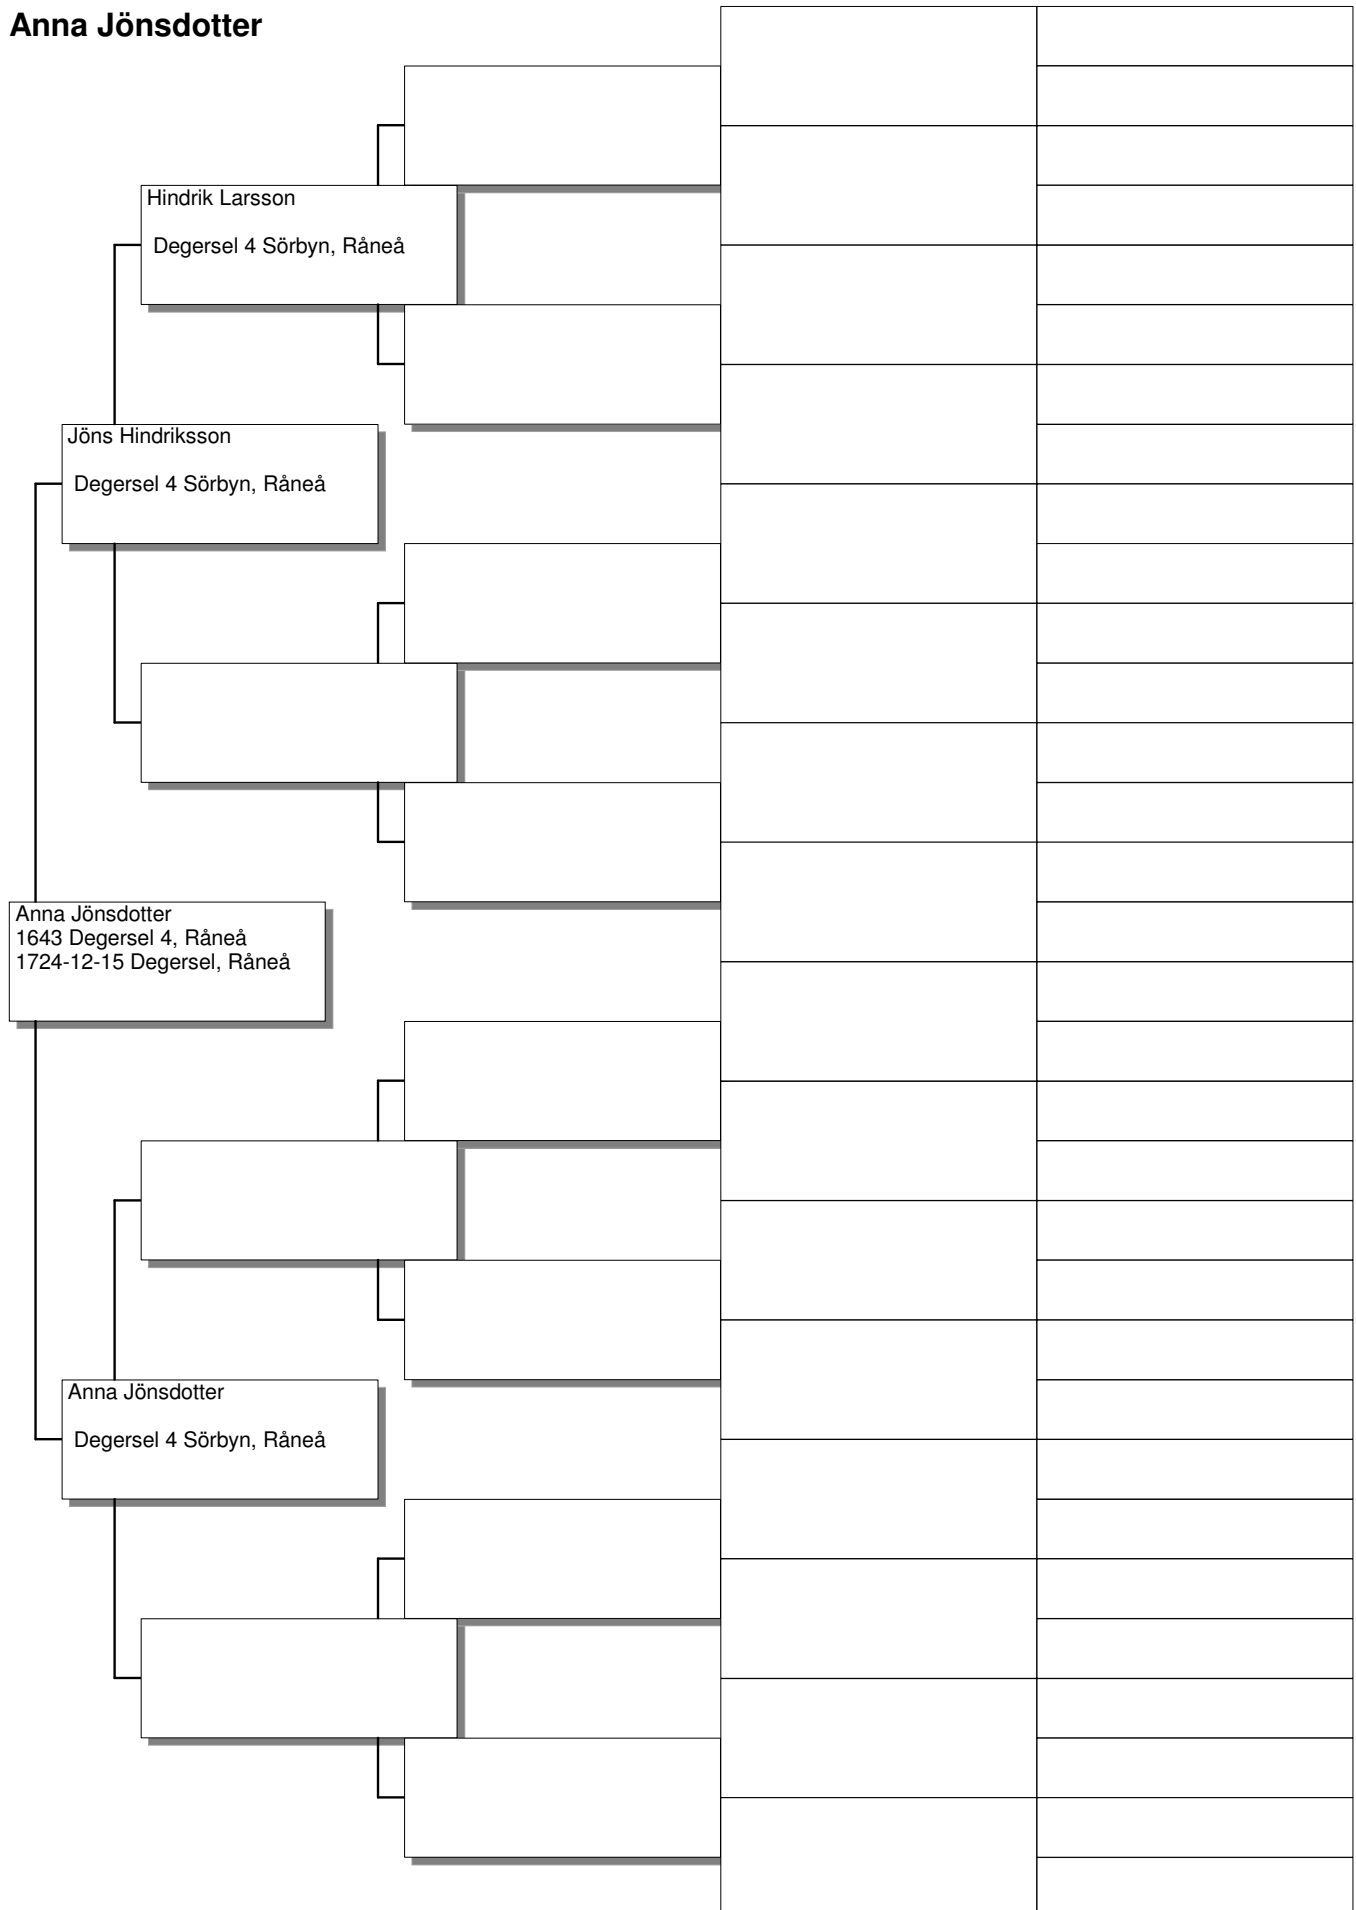 Anna Jönsdotter
Hindrik Larsson
Degersel 4 Sörbyn, Råneå
Jöns Hindriksson
Degersel 4 Sörbyn, Råneå
Anna Jönsdotter
1643 Degersel 4, Råneå
1724-12-15 Degersel, Råneå
Anna Jönsdotter
Degersel 4 Sörbyn, Råneå